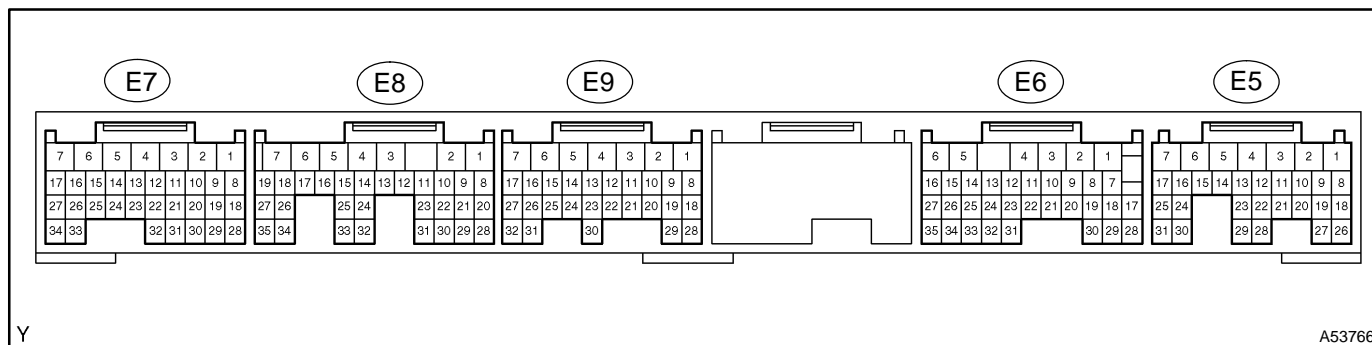 E7 E8 E9 E6 E5
7 6 5 4 3 2 1 7 6 5 4 3 2 1 7 6 5 4 3 2 1 6 5 4 3 2 1 7 6 5 4 3 2 1
17 16 15 14 13 12 11 10 9 8 19 18 17 16 15 14 13 12 11 10 9 8 17 16 15 14 13 12 11 10 9 8 16 15 14 13 12 11 10 9 8 7 17 16 15 14 13 12 11 10 9 8
27 26 25 24 23 22 21 20 19 18 27 26 25 24 23 22 21 20 27 26 25 24 23 22 21 20 19 18 27 26 25 24 23 22 21 20 19 18 17 25 24 23 22 21 20 19 18
34 33 32 31 30 29 28 35 34 33 32 31 30 29 28 32 31 30 29 28 35 34 33 32 31 30 29 28 31 30 29 28 27 26
Y A53766